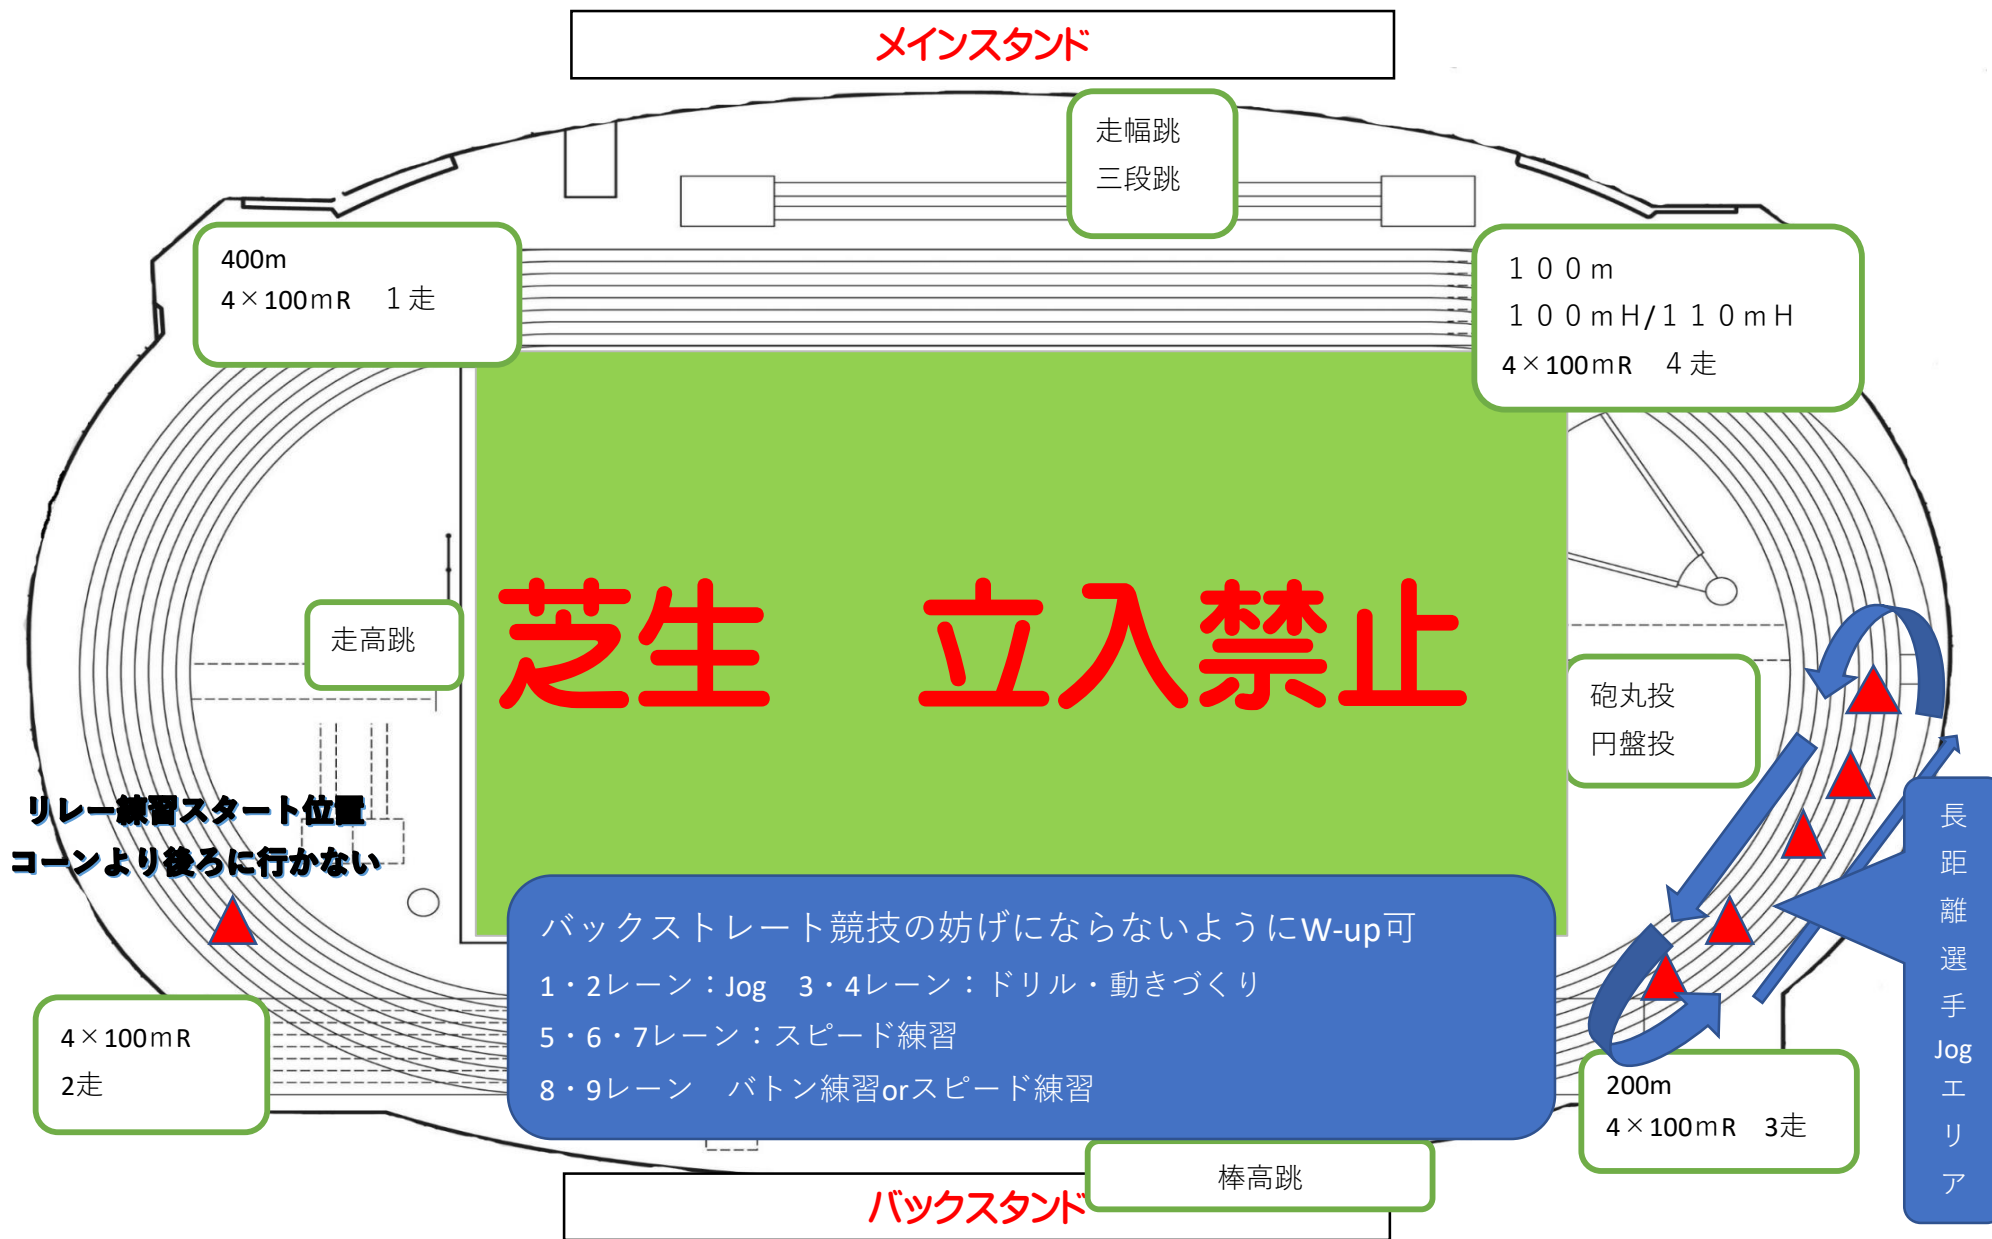 メインスタンド
走幅跳
三段跳
400m
4×100mR　1走
１００m
１００mH/１１０mH
4×100mR　4走
芝生　立入禁止
走高跳
砲丸投
円盤投
リレー練習スタート位置
コーンより後ろに行かない
長距離選手Jogエリア
バックストレート競技の妨げにならないようにW-up可
1・2レーン：Jog　3・4レーン：ドリル・動きづくり
5・6・7レーン：スピード練習
8・9レーン　バトン練習orスピード練習
4×100mR
2走
200m
4×100mR　3走
棒高跳
バックスタンド